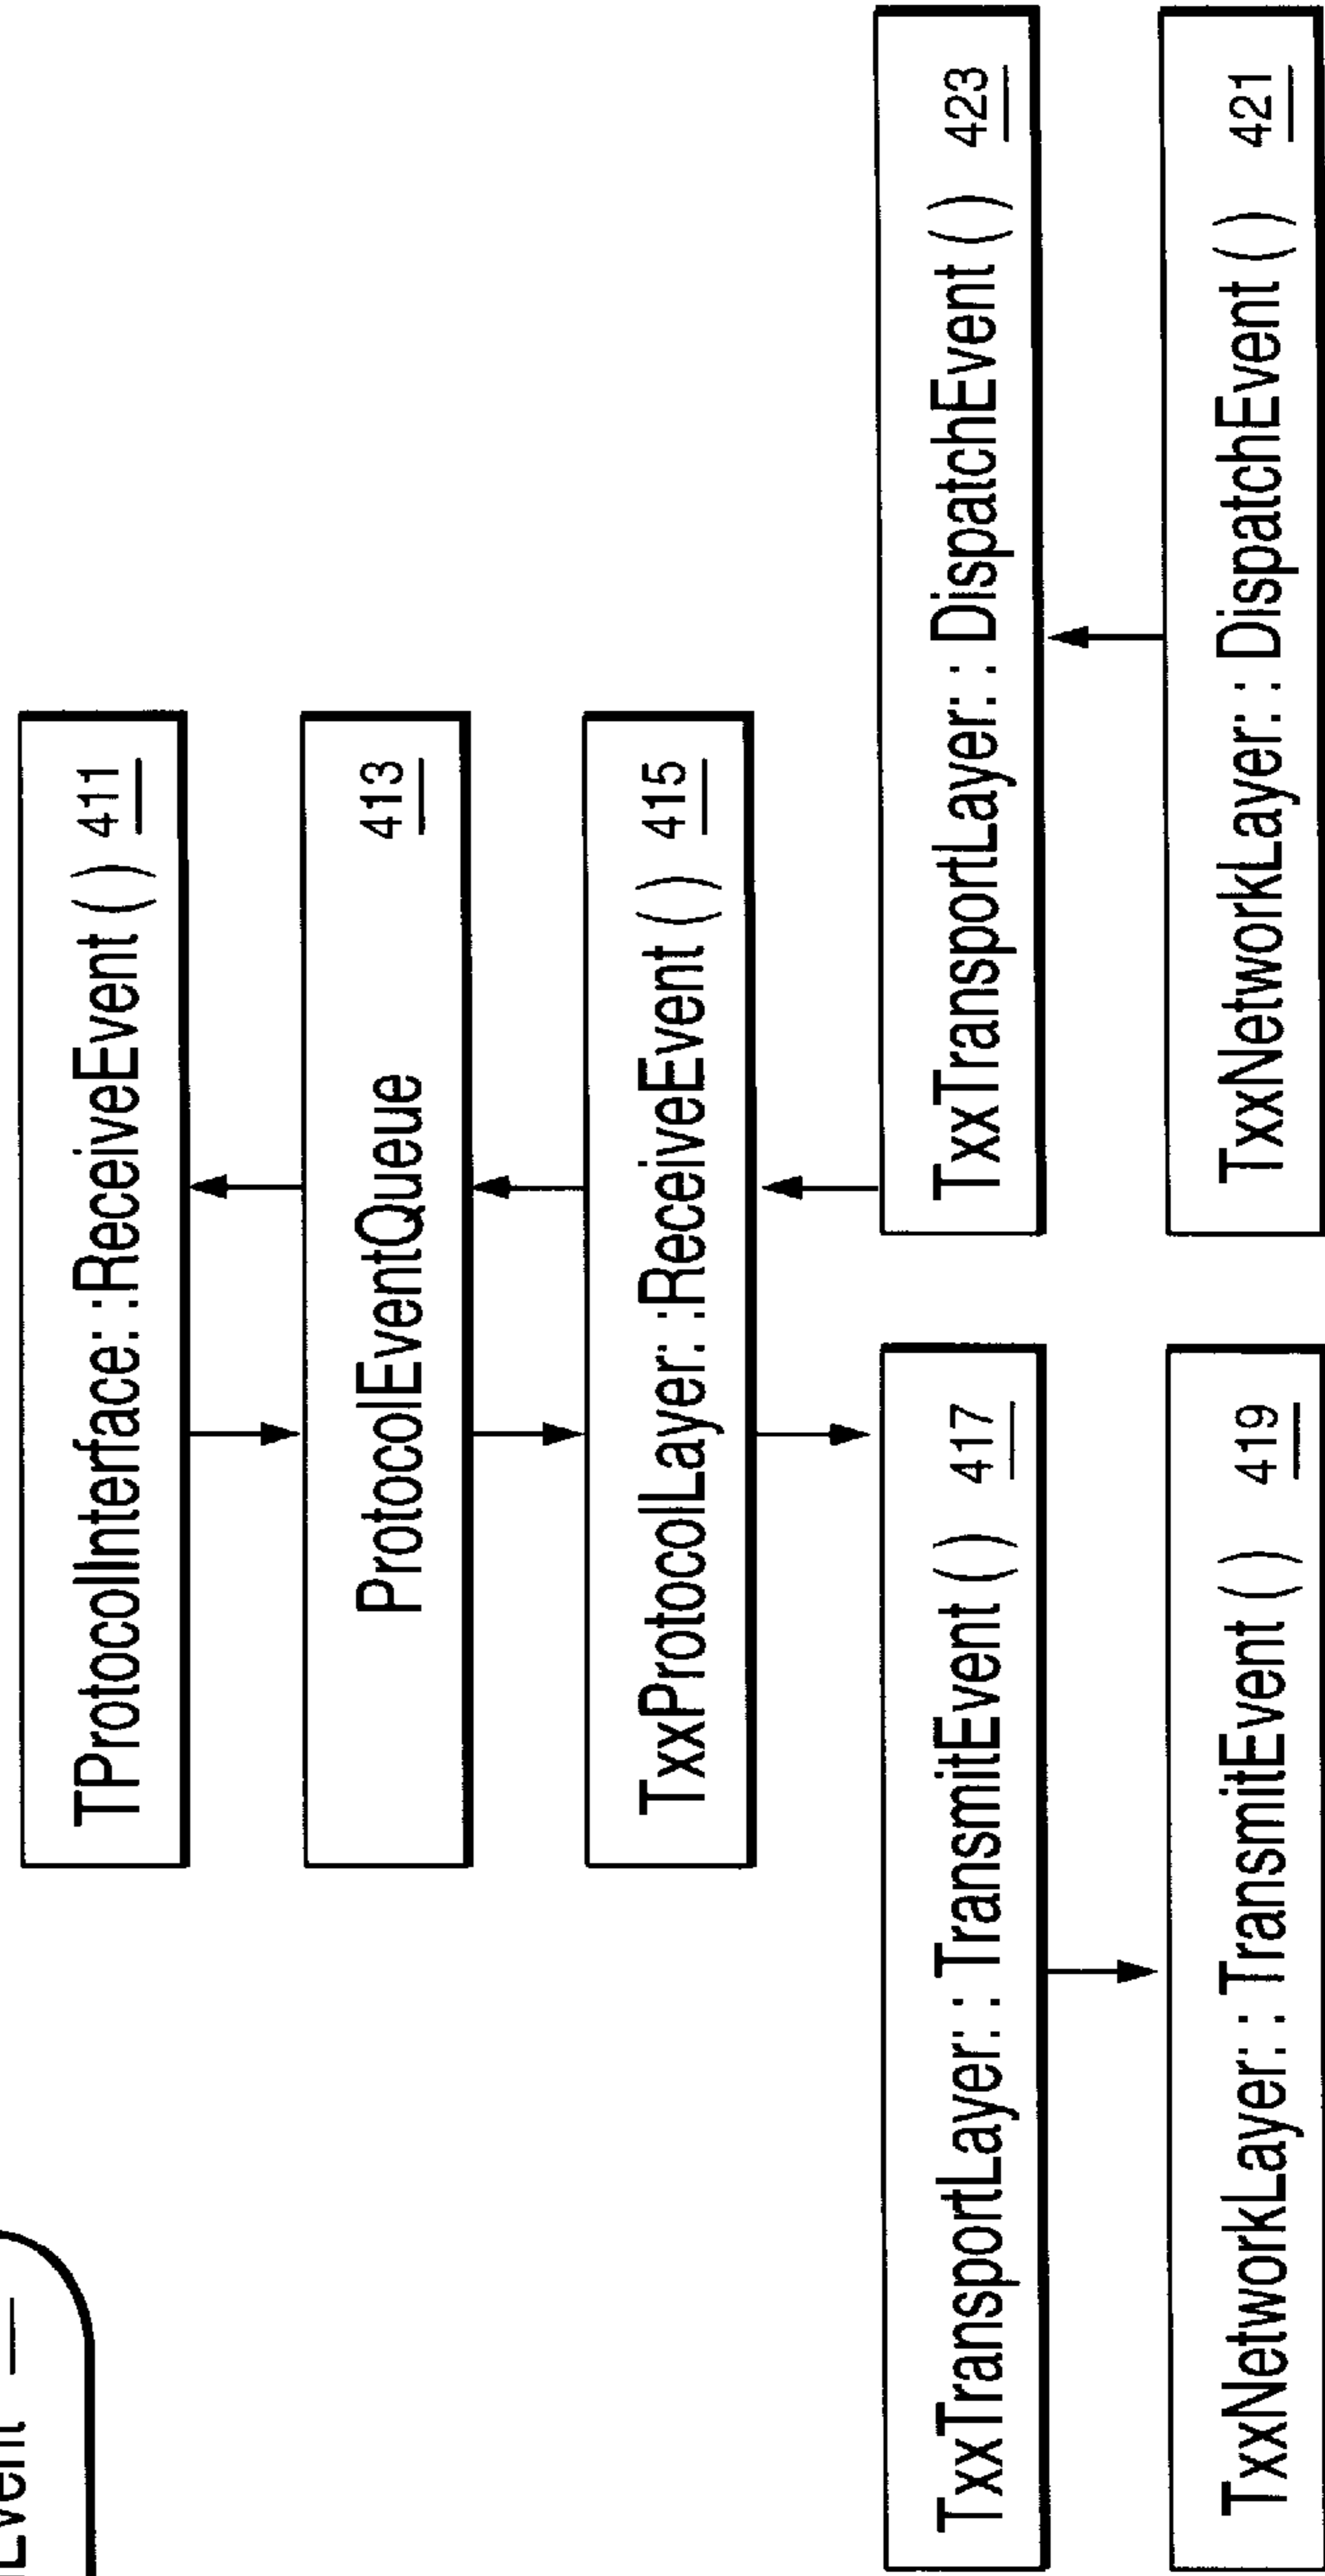 Event
TProtocolInterface: :ReceiveEvent ( ) 411
ProtocolEventQueue 413
TxxProtocolLayer: :ReceiveEvent ( ) 415
TxxTransportLayer: : TransmitEvent ( ) 417
TxxTransportLayer: : DispatchEvent ( ) 423
TxxNetworkLayer: : TransmitEvent ( ) 419
TxxNetworkLayer: : DispatchEvent ( ) 421